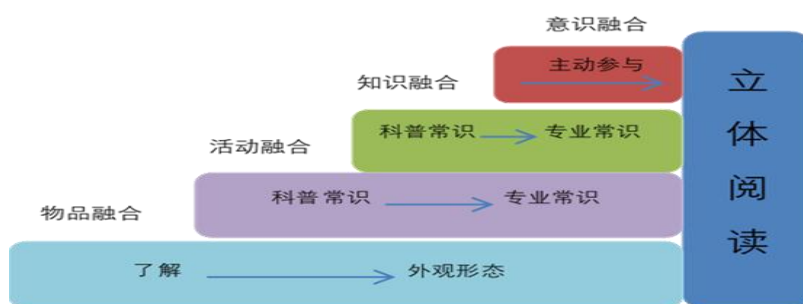 意识融合
主动参与
知识融合
科普常识 专业常识
活动融合
科普常识 专业常识
物品融合
了解 外观形态
立体阅读